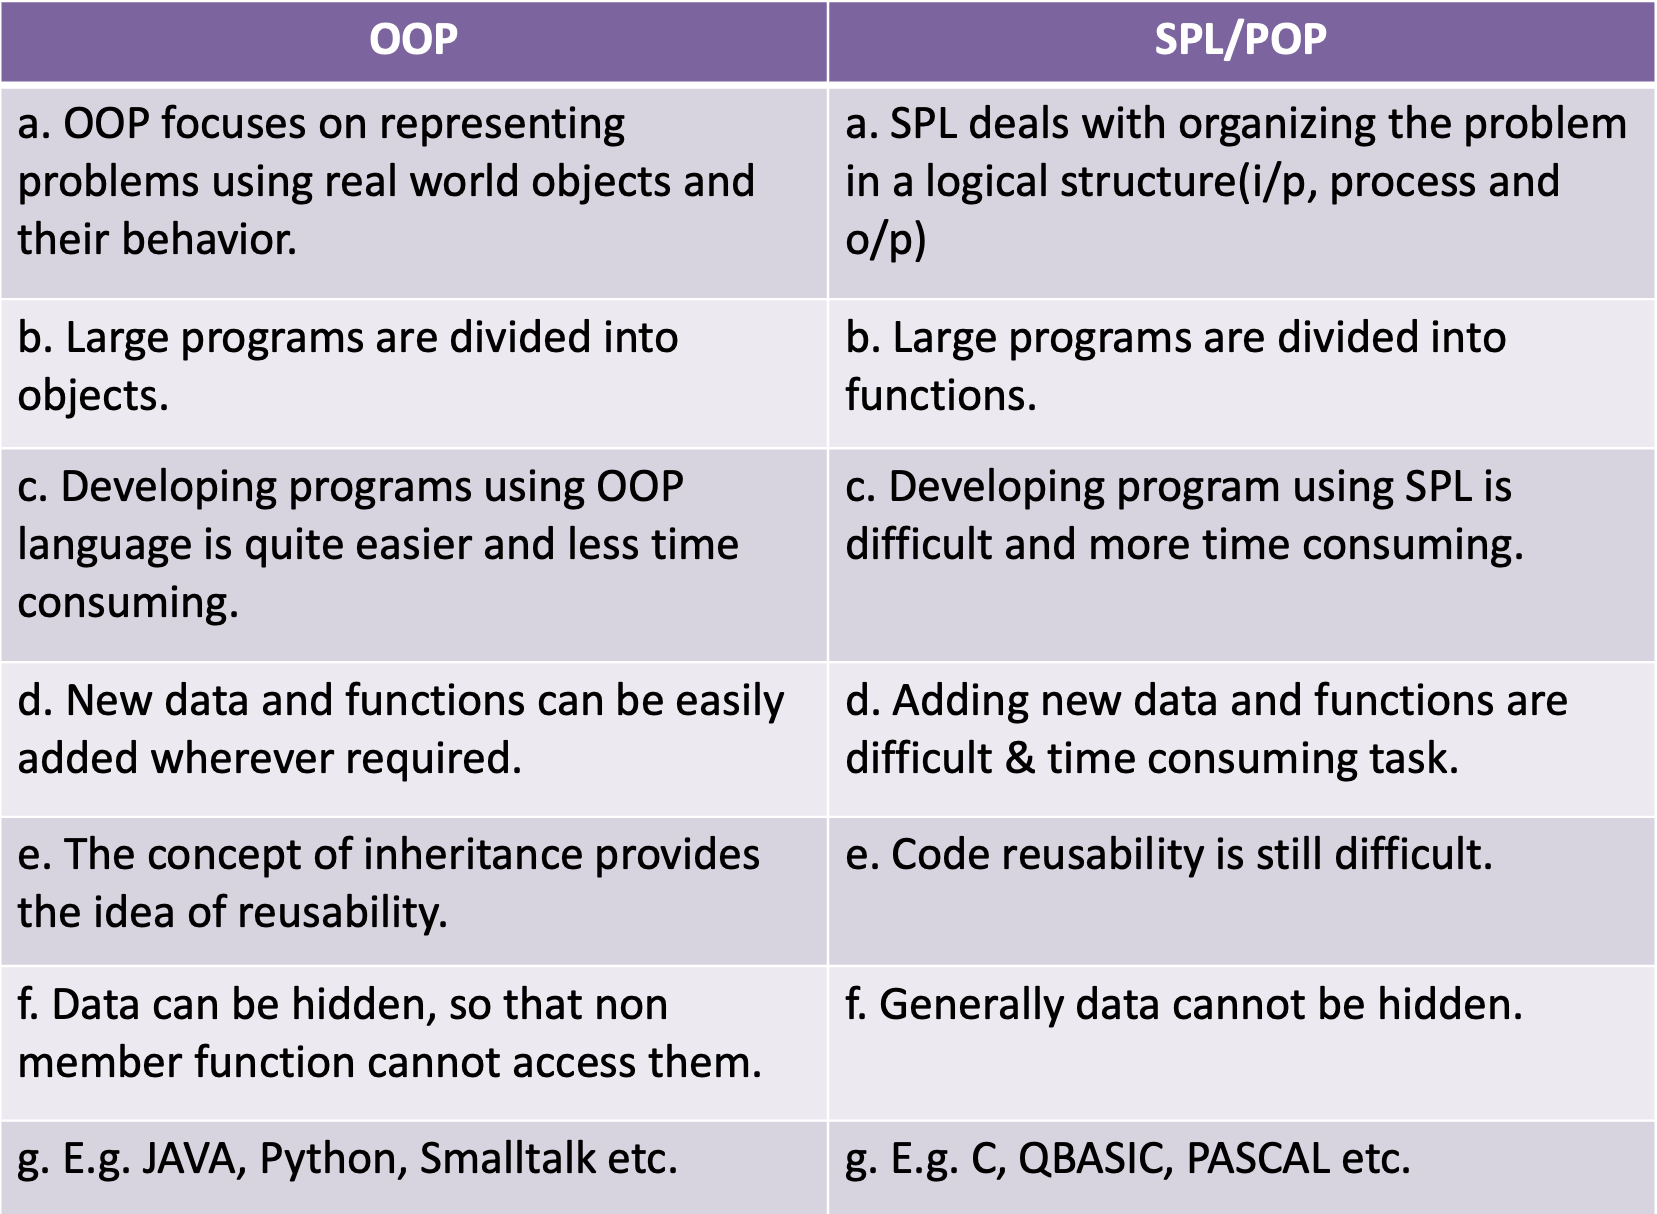 OOP
SPL/POP
a. OOP focuses on representing
problems using real world objects and
their behavior.
a. SPL deals with organizing the problem
in a logical structure(i/p, process and
o/p)
b. Large programs are divided into
objects.
b. Large programs are divided into
functions.
c. Developing programs using OOP
language is quite easier and less time
consuming.
c. Developing program using SPL is
difficult and more time consuming.
d. New data and functions can be easily
added wherever required.
d. Adding new data and functions are
difficult & time consuming task.
e. The concept of inheritance provides
the idea of reusability.
e. Code reusability is still difficult.
f. Data can be hidden, so that non
member function cannot access them.
f. Generally data cannot be hidden.
g. E.g. JAVA, Python, Smalltalk etc.
g. E.g. C, QBASIC, PASCAL etc.